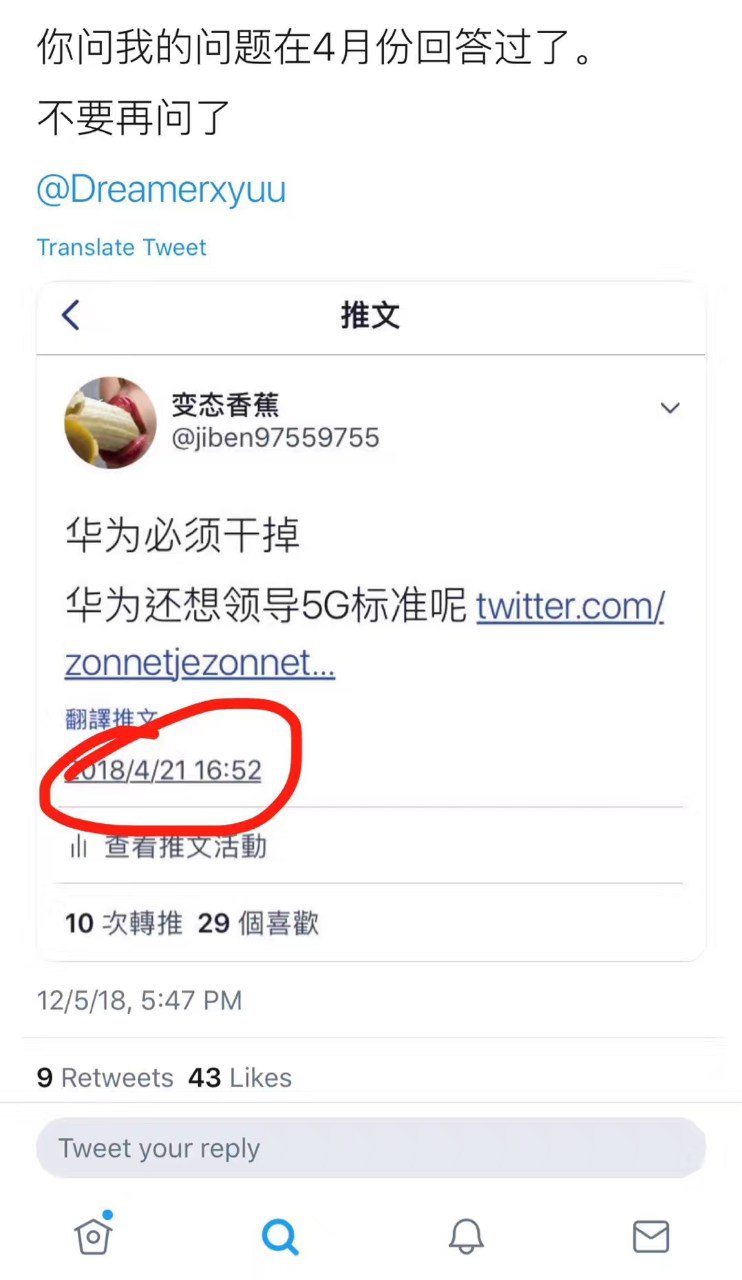 你问我的问题在4月份回答过了。
不要再问了
@Dreamerxyuu
Translate Tweet
推文
变态香蕉
@jiben97559755
华为必须干掉
华为还想领导5G标准呢 twitter.com/
zonnetjezonnet...
翻譯推文
2018/4/21 16:52
查看推文活動
10 次轉推 29 個喜歡
12/5/18, 5:47 PM
9 Retweets 43 Likes
Tweet your reply